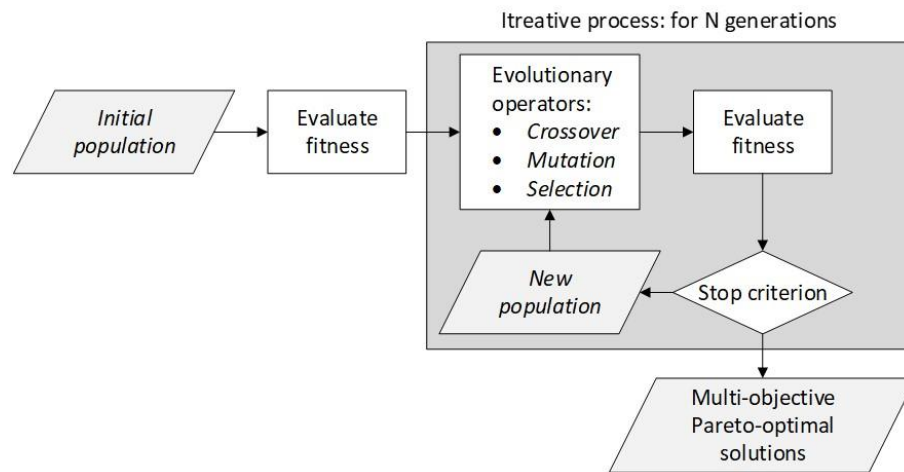 Itreative process: for N generations
Initial
population
Evaluate
fitness
Evolutionary
operators:
• Crossover
• Mutation
• Selection
Evaluate
fitness
New
population
Stop criterion
Multi-objective
Pareto-optimal
solutions